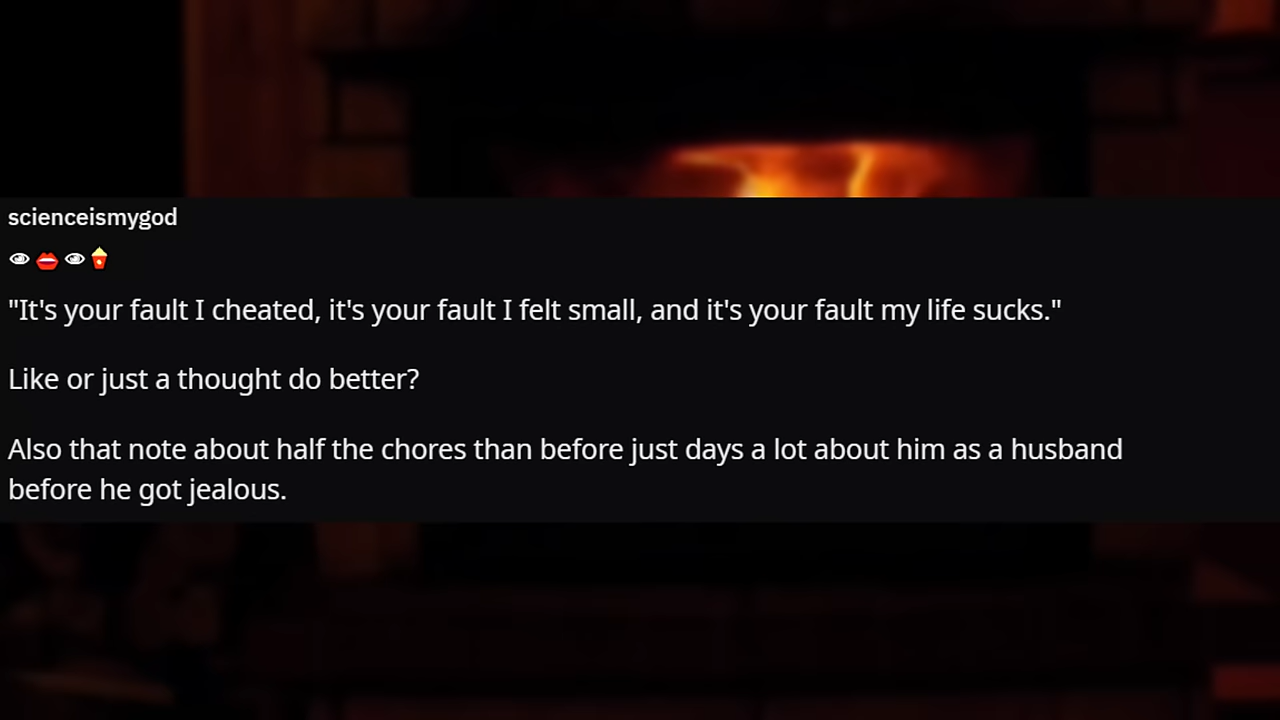 scienceismygod
👁👄👁🍿
"It's your fault I cheated, it's your fault I felt small, and it's your fault my life sucks."
Like or just a thought do better?
Also that note about half the chores than before just days a lot about him as a husband
before he got jealous.